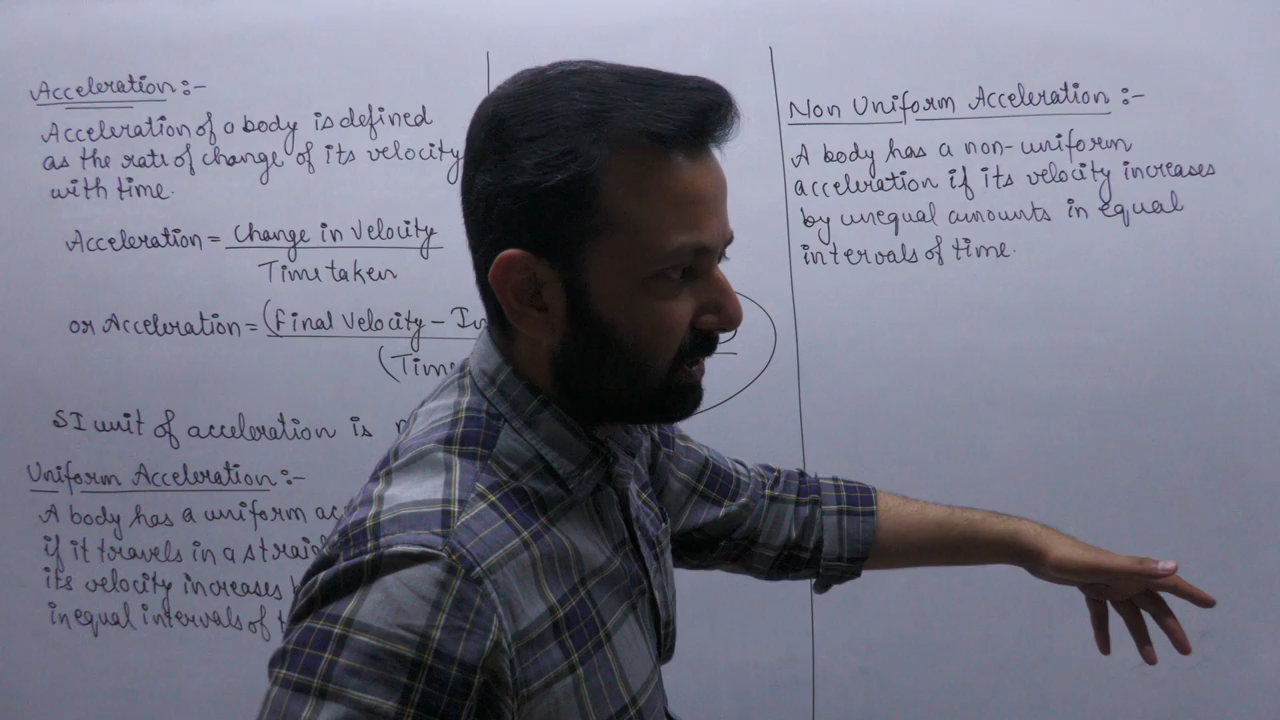 Acceleration:-
Acceleration of a body is defined
as the rate of change of its velocity
with time.
Acceleration = Change in Velocity
Time taken
or Acceleration = (Final Velocity -
(Time
SI unit of acceleration is
Uniform Acceleration:-
A body has a uniform
if it travels in a
its velocity increases
in equal intervals of
Non Uniform Acceleration:-
A body has a non-uniform
acceleration if its velocity increases
by unequal amounts in equal
intervals of time.